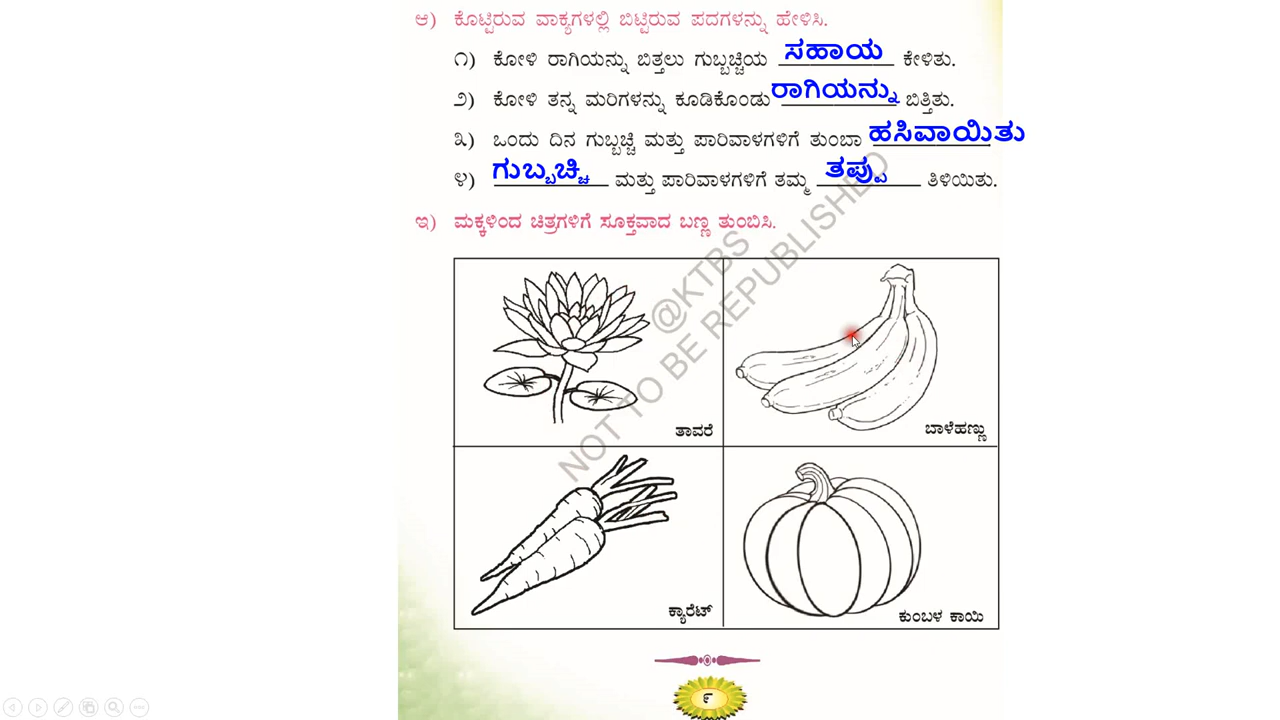 ಆ) ಕೊಟ್ಟಿರುವ ವಾಕ್ಯಗಳಲ್ಲಿ ಬಿಟ್ಟಿರುವ ಪದಗಳನ್ನು ಹೇಳಿಸಿ.
೧) ಕೋಳಿ ರಾಗಿಯನ್ನು ಬಿತ್ತಲು ಗುಬ್ಬಚ್ಚಿಯ ಸಹಾಯ ಕೇಳಿತು.
೨) ಕೋಳಿ ತನ್ನ ಮರಿಗಳನ್ನು ಕೂಡಿಕೊಂಡು ರಾಗಿಯನ್ನು ಬಿತ್ತಿತು.
೩) ಒಂದು ದಿನ ಗುಬ್ಬಚ್ಚಿ ಮತ್ತು ಪಾರಿವಾಳಗಳಿಗೆ ತುಂಬಾ ಹಸಿವಾಯಿತು
೪) ಗುಬ್ಬಚ್ಚಿ ಮತ್ತು ಪಾರಿವಾಳಗಳಿಗೆ ತಮ್ಮ ತಪ್ಪು ತಿಳಿಯಿತು.
ಇ) ಮಕ್ಕಳಿಂದ ಚಿತ್ರಗಳಿಗೆ ಸೂಕ್ತವಾದ ಬಣ್ಣ ತುಂಬಿಸಿ.
@KTBS
NOT TO BE REPUBLISHED
ತಾವರೆ
ಬಾಳೆಹಣ್ಣು
ಕ್ಯಾರೆಟ್
ಕುಂಬಳ ಕಾಯಿ
೯